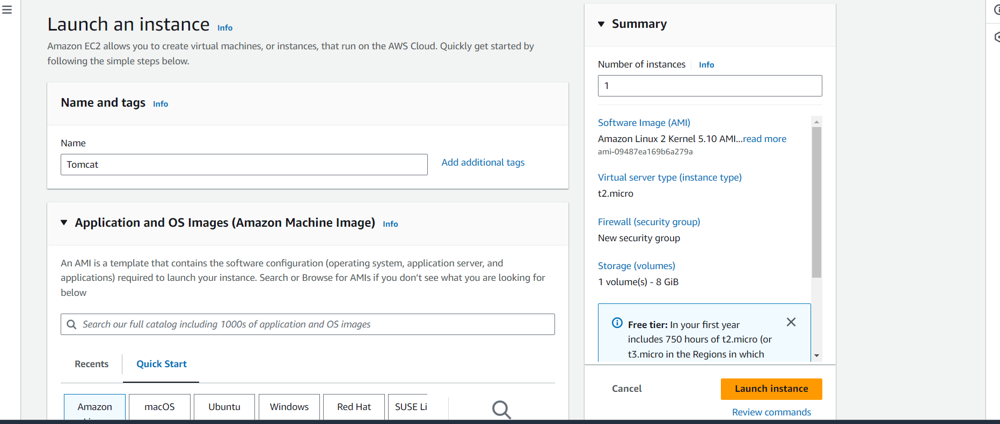 Launch an instance Info
Amazon EC2 allows you to create virtual machines, or instances, that run on the AWS Cloud. Quickly get started by
following the simple steps below.
Name and tags Info
Name
Tomcat
Add additional tags
Application and OS Images (Amazon Machine Image) Info
An AMI is a template that contains the software configuration (operating system, application server, and
applications) required to launch your instance. Search or Browse for AMIs if you don’t see what you are looking for
below
Search our full catalog including 1000s of application and OS images
Recents
Quick Start
Amazon
macOS
Ubuntu
Windows
Red Hat
SUSE Li
Summary
Number of instances Info
1
Software Image (AMI)
Amazon Linux 2 Kernel 5.10 AMI...read more
ami-09487ea169b6a279a
Virtual server type (instance type)
t2.micro
Firewall (security group)
New security group
Storage (volumes)
1 volume(s) - 8 GiB
Free tier: In your first year
includes 750 hours of t2.micro (or
t3.micro in the Regions in which
Cancel
Launch instance
Review commands